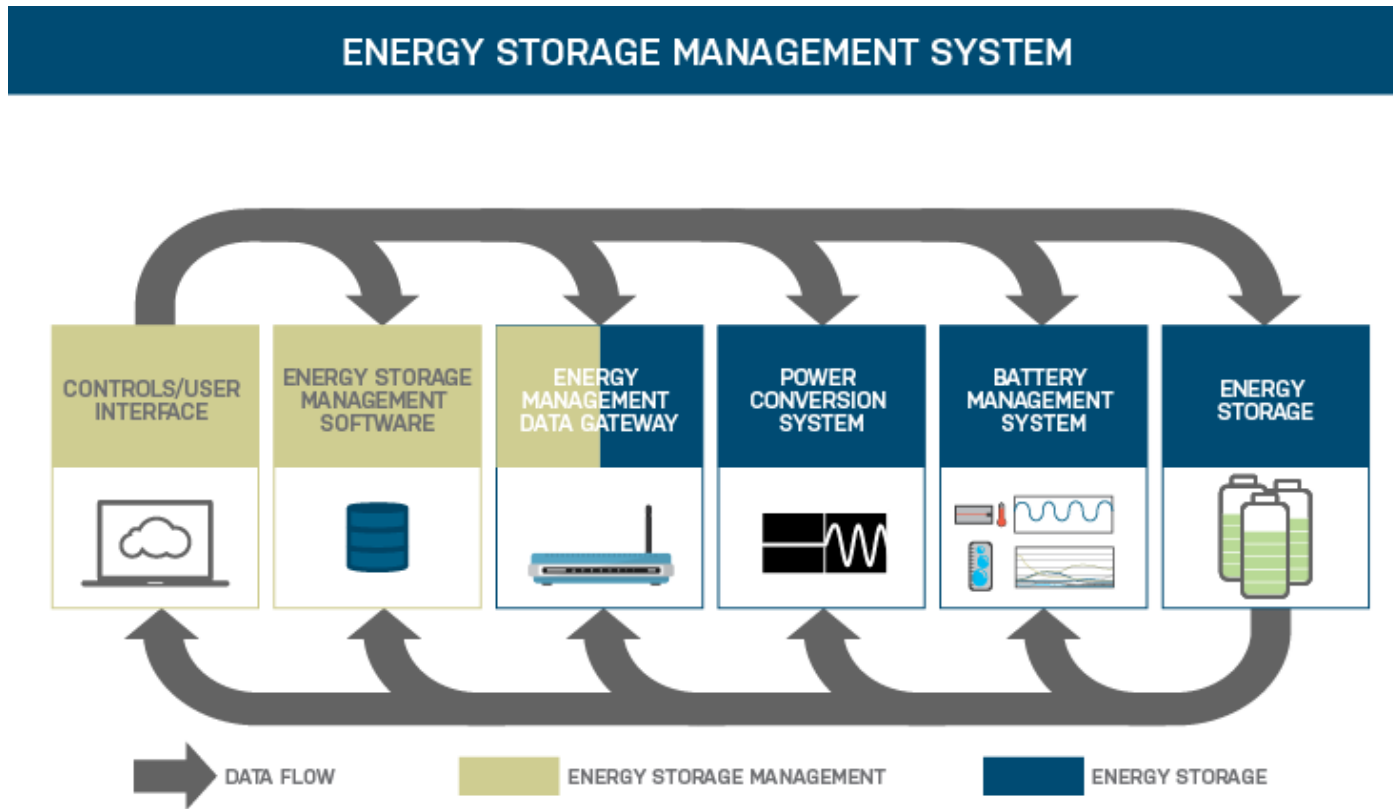 ENERGY STORAGE MANAGEMENT SYSTEM
CONTROLS/USER
INTERFACE
ENERGY STORAGE
MANAGEMENT
SOFTWARE
ENERGY
MANAGEMENT
DATA GATEWAY
POWER
CONVERSION
SYSTEM
BATTERY
MANAGEMENT
SYSTEM
ENERGY
STORAGE
DATA FLOW
ENERGY STORAGE MANAGEMENT
ENERGY STORAGE